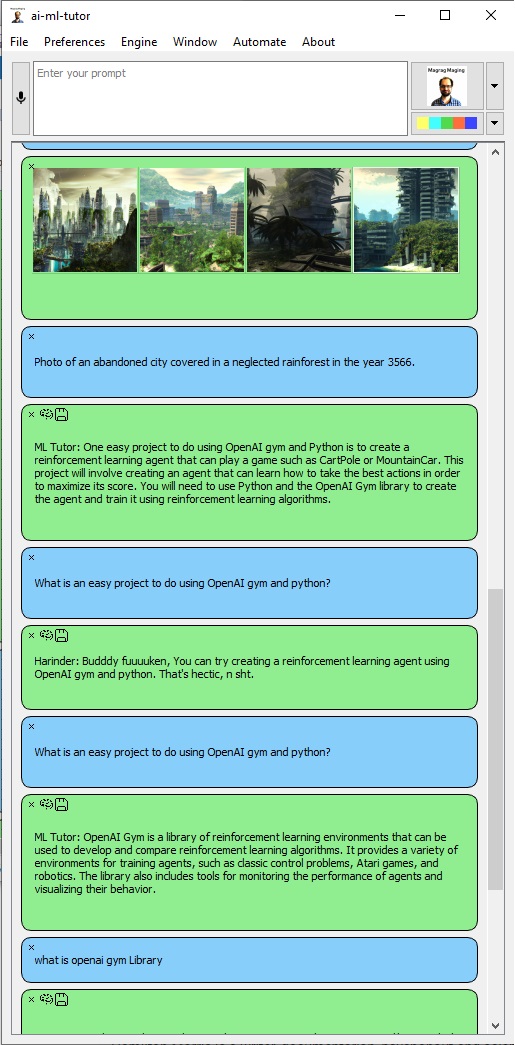 ai-ml-tutor
File Preferences Engine Window Automate About
Enter your prompt
Magrag Maging
Photo of an abandoned city covered in a neglected rainforest in the year 3566.
ML Tutor: One easy project to do using OpenAI gym and Python is to create a
reinforcement learning agent that can play a game such as CartPole or MountainCar. This
project will involve creating an agent that can learn how to take the best actions in order
to maximize its score. You will need to use Python and the OpenAI Gym library to create
the agent and train it using reinforcement learning algorithms.
What is an easy project to do using OpenAI gym and python?
Harinder: Budddy fuuuuken, You can try creating a reinforcement learning agent using
OpenAI gym and python. That's hectic, n sht.
What is an easy project to do using OpenAI gym and python?
ML Tutor: OpenAI Gym is a library of reinforcement learning environments that can be
used to develop and compare reinforcement learning algorithms. It provides a variety of
environments for training agents, such as classic control problems, Atari games, and
robotics. The library also includes tools for monitoring the performance of agents and
visualizing their behavior.
what is openai gym Library